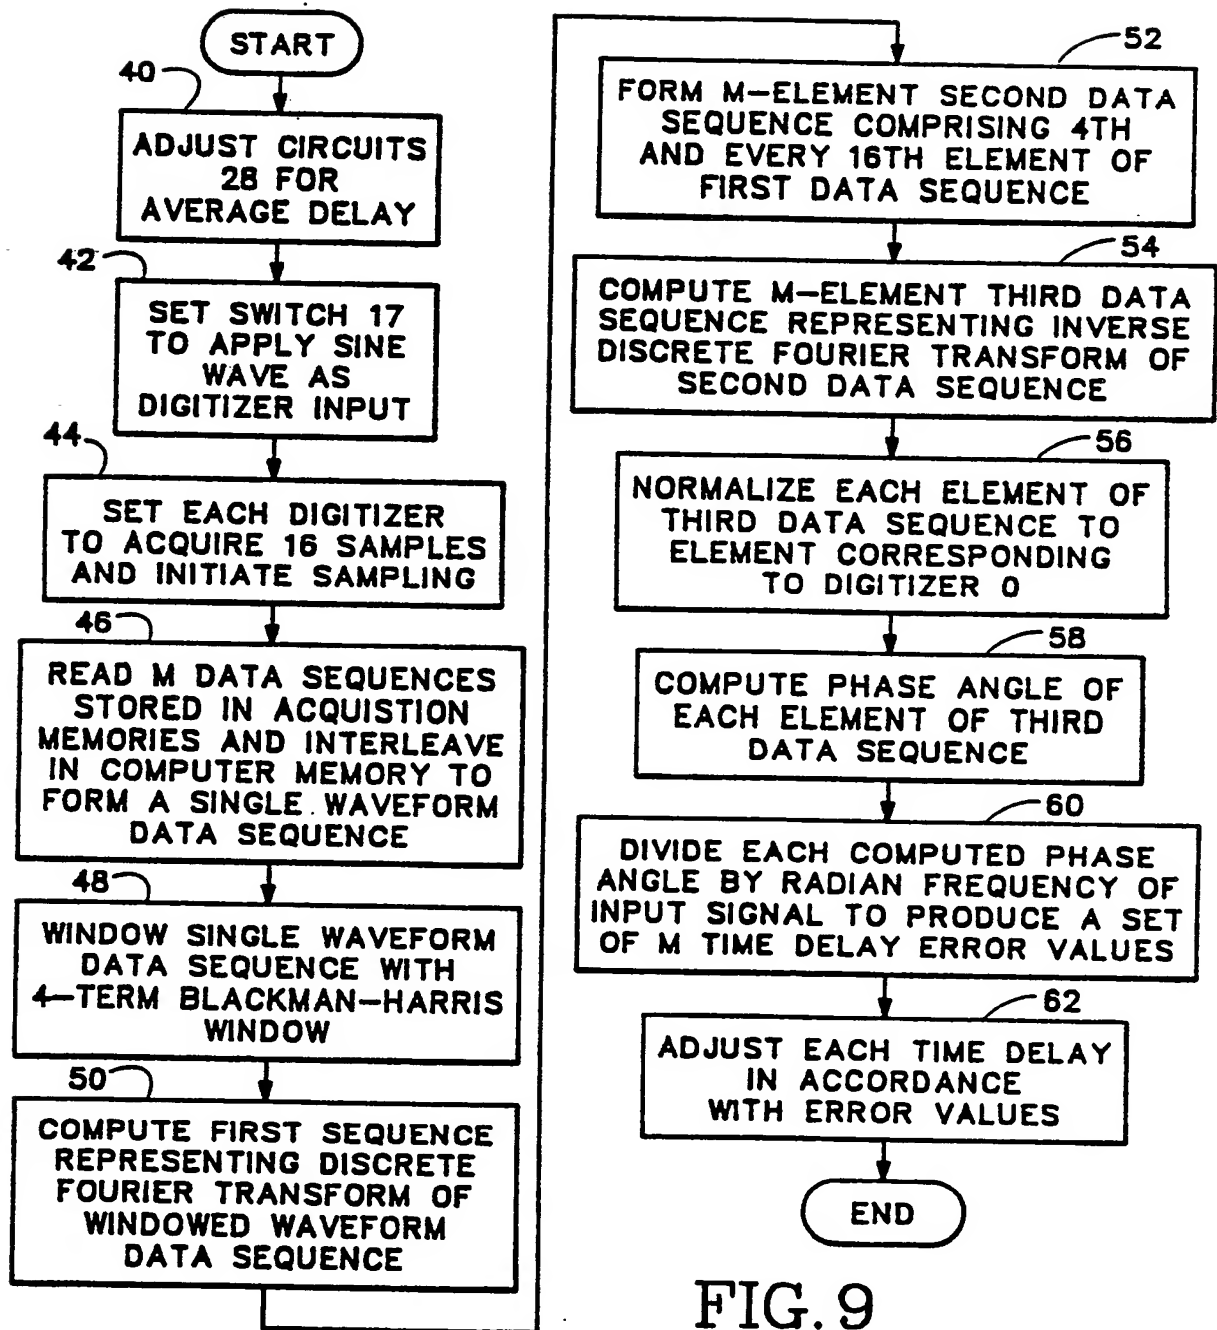 START
40
ADJUST CIRCUITS
28 FOR
AVERAGE DELAY
42
SET SWITCH 17
TO APPLY SINE
WAVE AS
DIGITIZER INPUT
44
SET EACH DIGITIZER
TO ACQUIRE 16 SAMPLES
AND INITIATE SAMPLING
46
READ M DATA SEQUENCES
STORED IN ACQUISTION
MEMORIES AND INTERLEAVE
IN COMPUTER MEMORY TO
FORM A SINGLE WAVEFORM
DATA SEQUENCE
48
WINDOW SINGLE WAVEFORM
DATA SEQUENCE WITH
4-TERM BLACKMAN-HARRIS
WINDOW
50
COMPUTE FIRST SEQUENCE
REPRESENTING DISCRETE
FOURIER TRANSFORM OF
WINDOWED WAVEFORM
DATA SEQUENCE
52
FORM M-ELEMENT SECOND DATA
SEQUENCE COMPRISING 4TH
AND EVERY 16TH ELEMENT OF
FIRST DATA SEQUENCE
54
COMPUTE M-ELEMENT THIRD DATA
SEQUENCE REPRESENTING INVERSE
DISCRETE FOURIER TRANSFORM OF
SECOND DATA SEQUENCE
56
NORMALIZE EACH ELEMENT OF
THIRD DATA SEQUENCE TO
ELEMENT CORRESPONDING
TO DIGITIZER 0
58
COMPUTE PHASE ANGLE OF
EACH ELEMENT OF THIRD
DATA SEQUENCE
60
DIVIDE EACH COMPUTED PHASE
ANGLE BY RADIAN FREQUENCY OF
INPUT SIGNAL TO PRODUCE A SET
OF M TIME DELAY ERROR VALUES
62
ADJUST EACH TIME DELAY
IN ACCORDANCE
WITH ERROR VALUES
END
FIG. 9